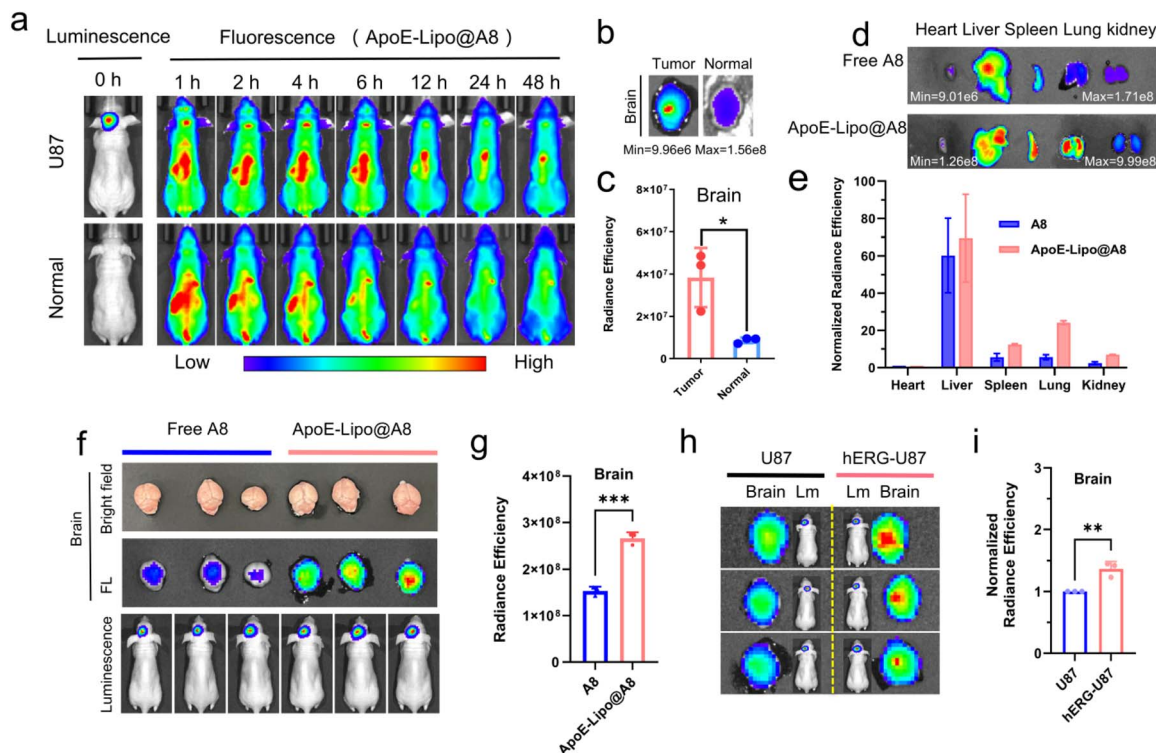 a
Luminescence
Fluorescence ( ApoE-Lipo@A8 )
0 h
1 h
2 h
4 h
6 h
12 h
24 h
48 h
U87
Normal
Low
High
b
Tumor
Normal
Brain
Min=9.96e6
Max=1.56e8
c
Brain
*
Radiance Efficiency
8×10⁷
6×10⁷
4×10⁷
2×10⁷
0
Tumor
Normal
d
Heart Liver Spleen Lung kidney
Free A8
Min=9.01e6
Max=1.71e8
ApoE-Lipo@A8
Min=1.26e8
Max=9.99e8
e
Normalized Radiance Efficiency
100
80
60
40
20
0
A8
ApoE-Lipo@A8
Heart
Liver
Spleen
Lung
Kidney
f
Free A8
ApoE-Lipo@A8
Brain
Bright field
FL
Luminescence
g
Brain
***
Radiance Efficiency
4×10⁸
3×10⁸
2×10⁸
1×10⁸
0
A8
ApoE-Lipo@A8
h
U87
hERG-U87
Brain
Lm
Lm
Brain
i
Brain
**
Normalized
Radiance Efficiency
2
1
0
U87
hERG-U87